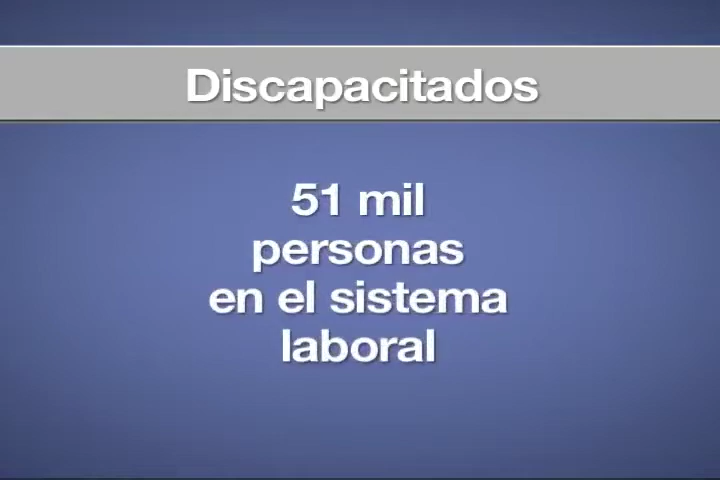 Discapacitados
51 mil
personas
en el sistema
laboral